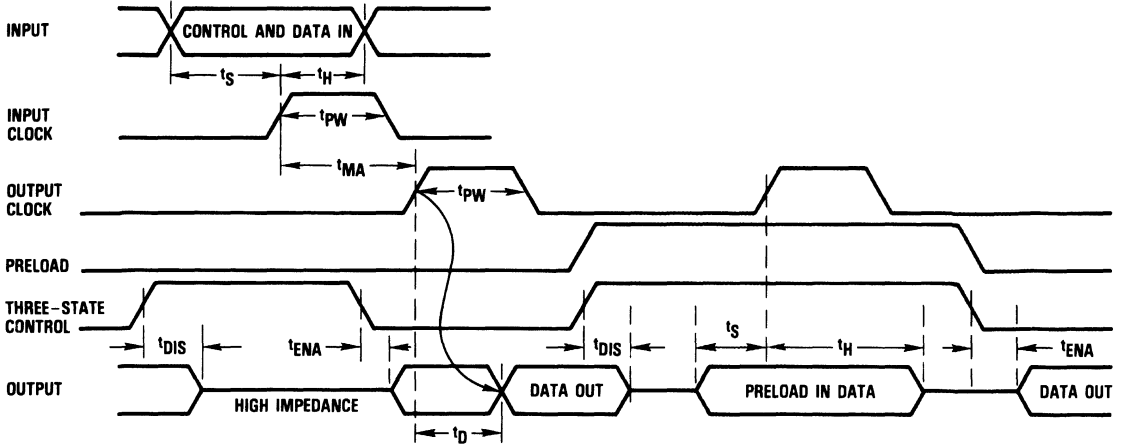 INPUT
CONTROL AND DATA IN
tS
tH
INPUT
CLOCK
tPW
tMA
OUTPUT
CLOCK
tPW
PRELOAD
THREE-STATE
CONTROL
tDIS
tENA
tDIS
tS
tH
tENA
OUTPUT
HIGH IMPEDANCE
DATA OUT
PRELOAD IN DATA
DATA OUT
tD